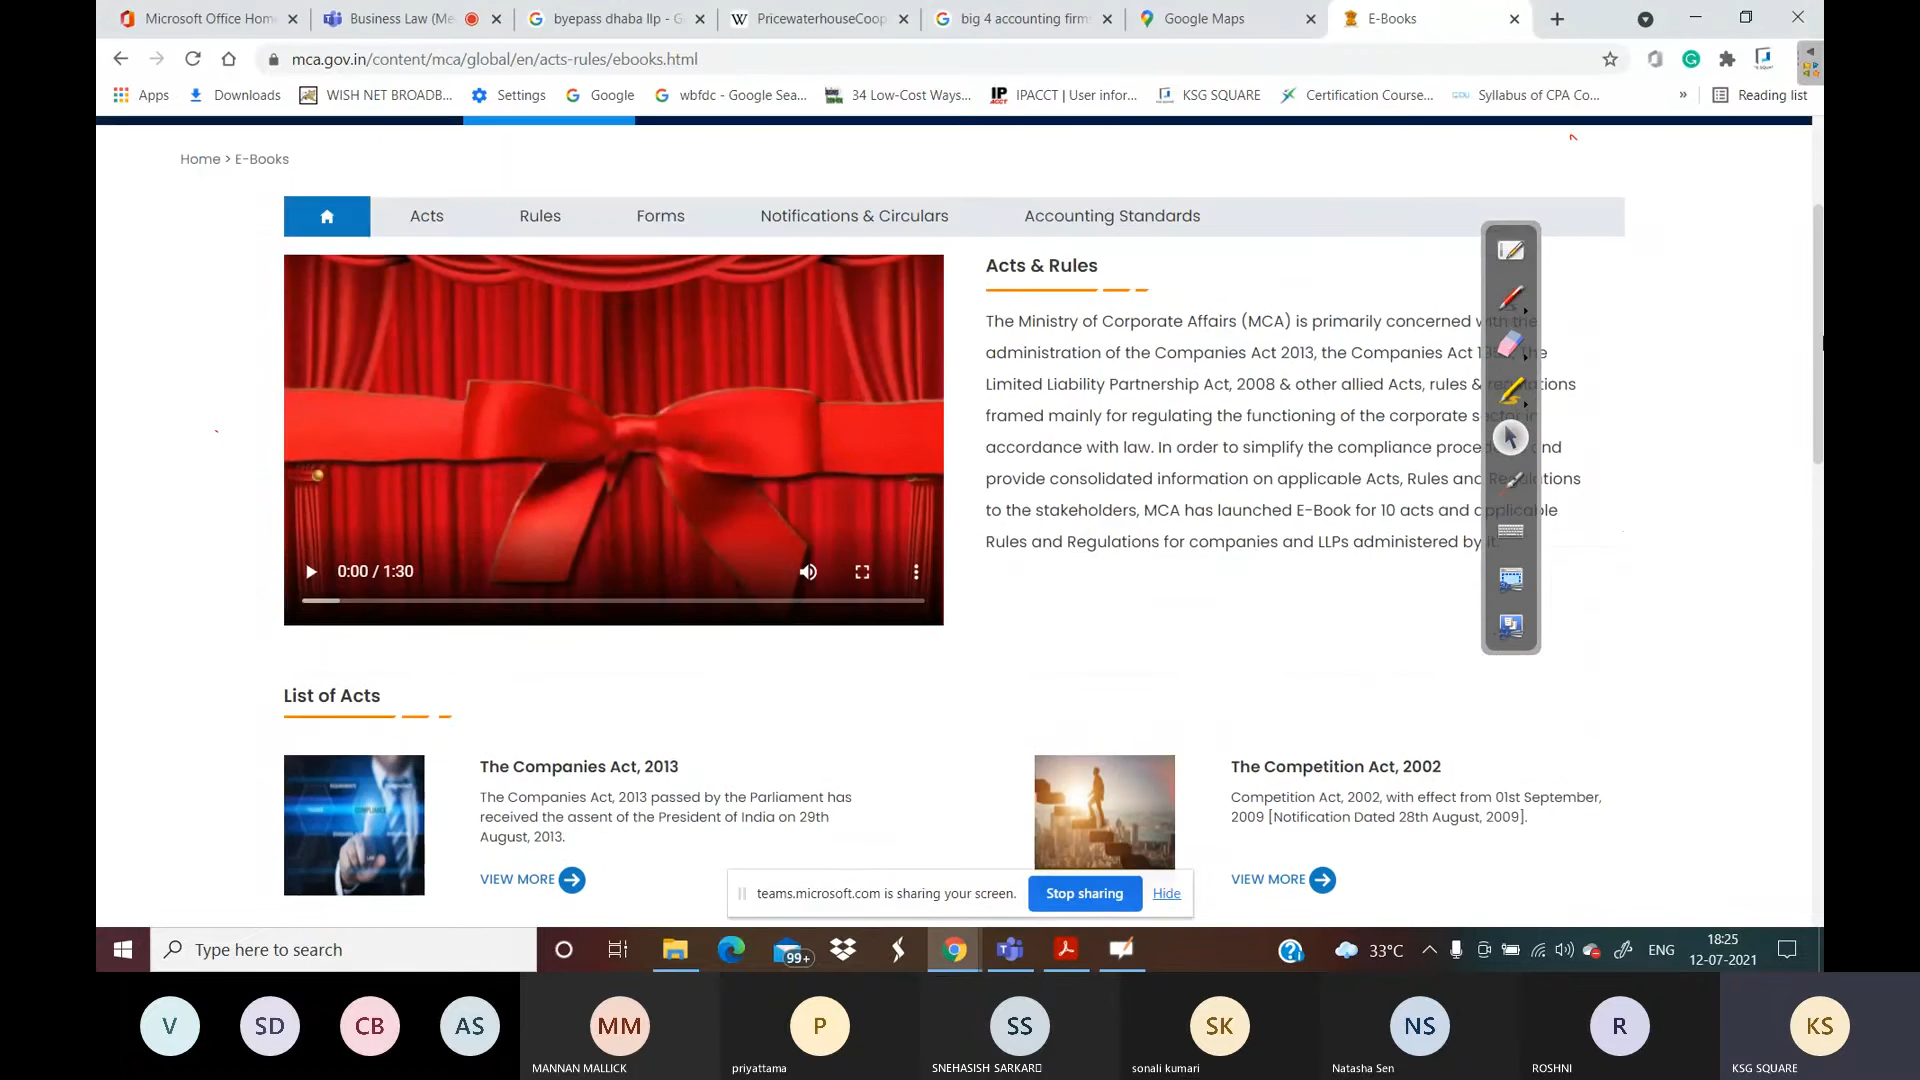 Microsoft Office Hom
Business Law (Me
byepass dhaba llp - G
PricewaterhouseCoop
big 4 accounting firm
Google Maps
E-Books
mca.gov.in/content/mca/global/en/acts-rules/ebooks.html
Apps
Downloads
WISH NET BROADB...
Settings
Google
wbfdc - Google Sea...
34 Low-Cost Ways...
IPACCT | User infor...
KSG SQUARE
Certification Course...
Syllabus of CPA Co...
»
Reading list
Home > E-Books
Acts
Rules
Forms
Notifications & Circulars
Accounting Standards
0:00 / 1:30
Acts & Rules
The Ministry of Corporate Affairs (MCA) is primarily concerned with the
administration of the Companies Act 2013, the Companies Act The
Limited Liability Partnership Act, 2008 & other allied Acts, rules & regulations
framed mainly for regulating the functioning of the corporate sector in
accordance with law. In order to simplify the compliance and
provide consolidated information on applicable Acts, Rules and Regulations
to the stakeholders, MCA has launched E-Book for 10 acts and applicable
Rules and Regulations for companies and LLPs administered by it.
List of Acts
The Companies Act, 2013
The Companies Act, 2013 passed by the Parliament has
received the assent of the President of India on 29th
August, 2013.
VIEW MORE
The Competition Act, 2002
Competition Act, 2002, with effect from 01st September,
2009 [Notification Dated 28th August, 2009].
VIEW MORE
teams.microsoft.com is sharing your screen.
Stop sharing
Hide
Type here to search
99+
33°C
ENG
18:25
12-07-2021
V
SD
CB
AS
MM
MANNAN MALLICK
P
priyattama
SS
SNEHASISH SARKAR
SK
sonali kumari
NS
Natasha Sen
R
ROSHNI
KS
KSG SQUARE